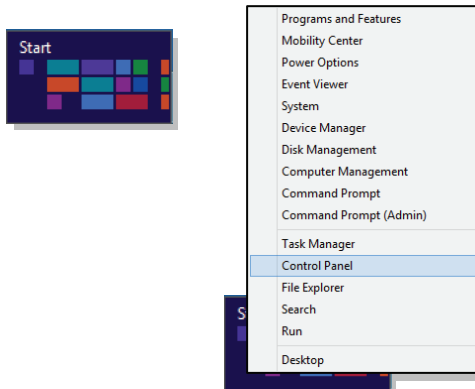 Start
Programs and Features
Mobility Center
Power Options
Event Viewer
System
Device Manager
Disk Management
Computer Management
Command Prompt
Command Prompt (Admin)
Task Manager
Control Panel
File Explorer
Search
Run
Desktop